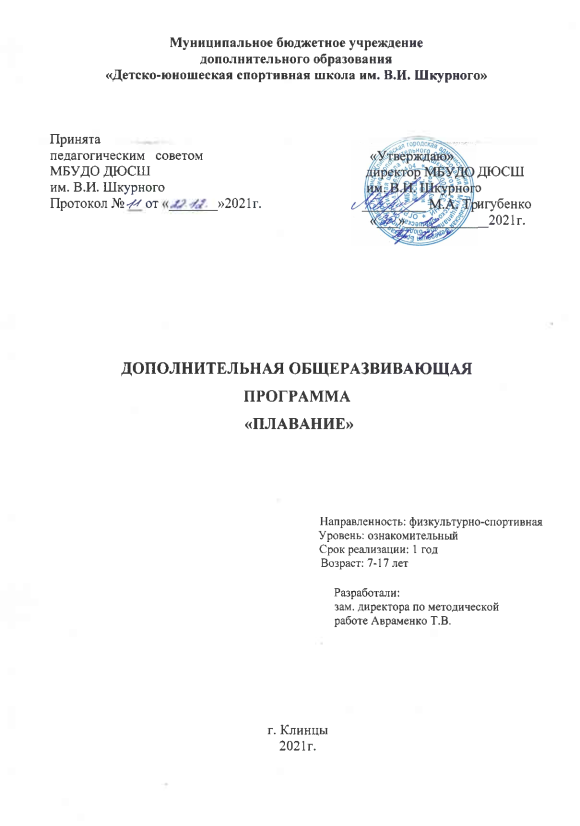 Муниципальное бюджетное учреждение
дополнительного образования
«Детско-юношеская спортивная школа им. В.И. Шкурного»
Принята
педагогическим советом
МБУДО ДЮСШ
им. В.И. Шкурного
Протокол № 11 от «22.12.»2021г.
«Утверждаю»
директор МБУДО ДЮСШ
им. В.И. Шкурного
М.А. Тригубенко
« »____________2021г.
ДОПОЛНИТЕЛЬНАЯ ОБЩЕРАЗВИВАЮЩАЯ
ПРОГРАММА
«ПЛАВАНИЕ»
Направленность: физкультурно-спортивная
Уровень: ознакомительный
Срок реализации: 1 год
Возраст: 7-17 лет
Разработали:
зам. директора по методической
работе Авраменко Т.В.
г. Клинцы
2021г.